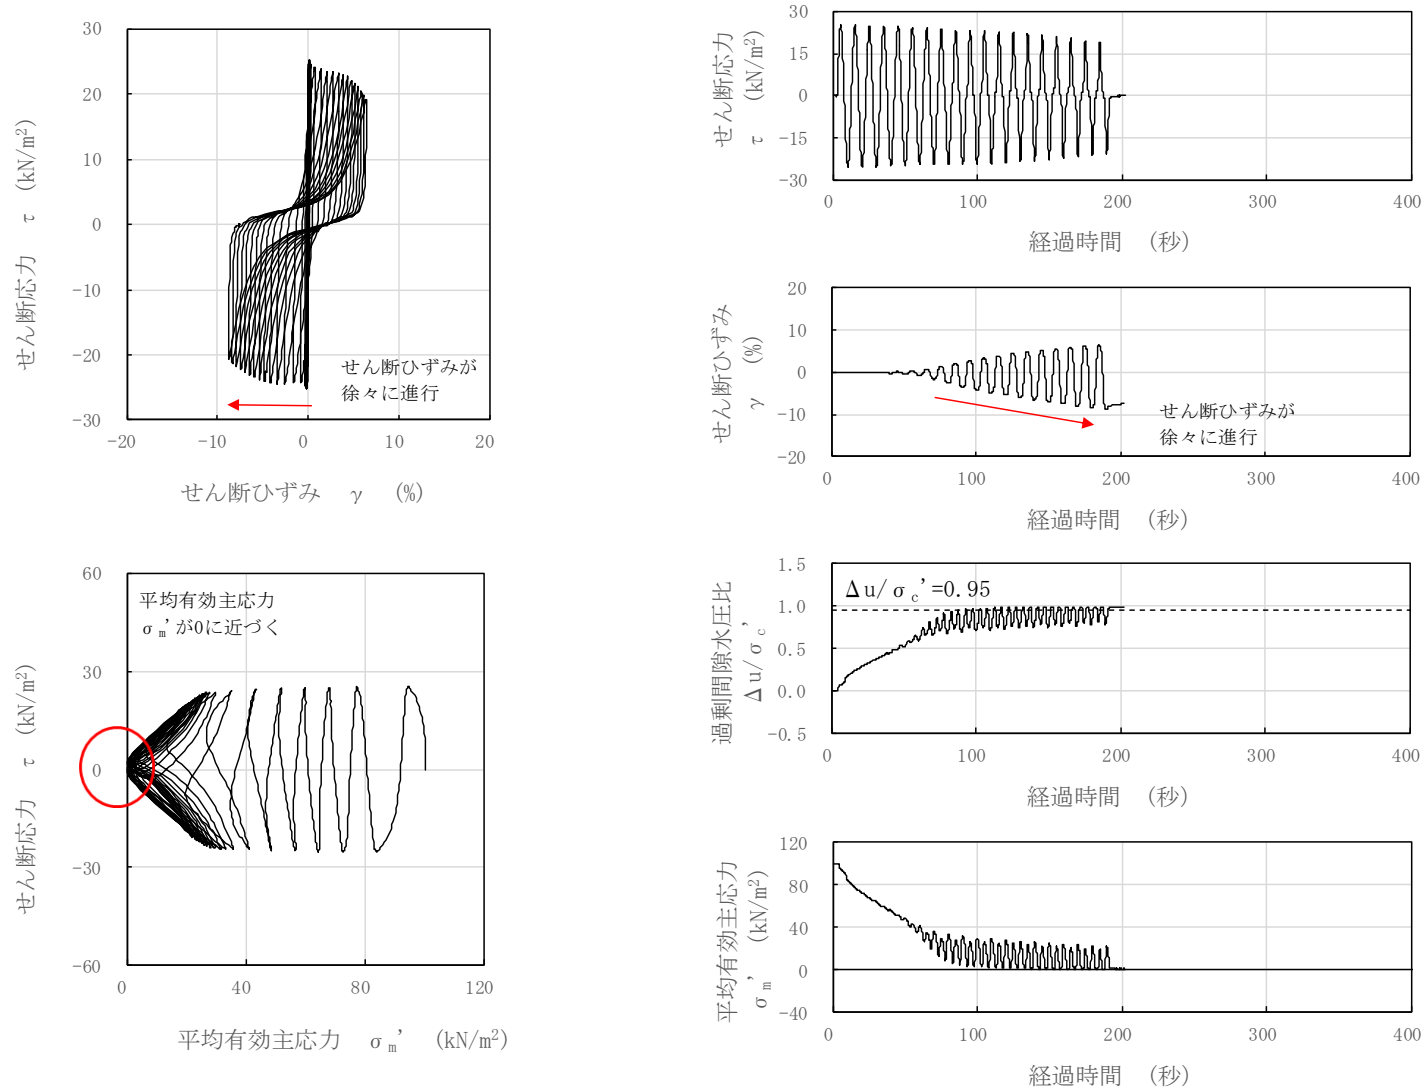 30
20
10
0
-10
-20
-30
-20
-10
0
10
20
せん断応力 τ (kN/m²)
せん断ひずみが
徐々に進行
せん断ひずみ γ (%)
60
30
0
-30
-60
0
40
80
120
せん断応力 τ (kN/m²)
平均有効主応力
σm'が0に近づく
平均有効主応力 σm' (kN/m²)
30
15
0
-15
-30
0
100
200
300
400
せん断応力
τ (kN/m²)
経過時間 (秒)
20
10
0
-10
-20
0
100
200
300
400
せん断ひずみ
γ (%)
せん断ひずみが
徐々に進行
経過時間 (秒)
1.5
1.0
0.5
0.0
-0.5
0
100
200
300
400
過剰間隙水圧比
Δu/σc'
Δu/σc'=0.95
経過時間 (秒)
120
80
40
0
-40
0
100
200
300
400
平均有効主応力
σm' (kN/m²)
経過時間 (秒)